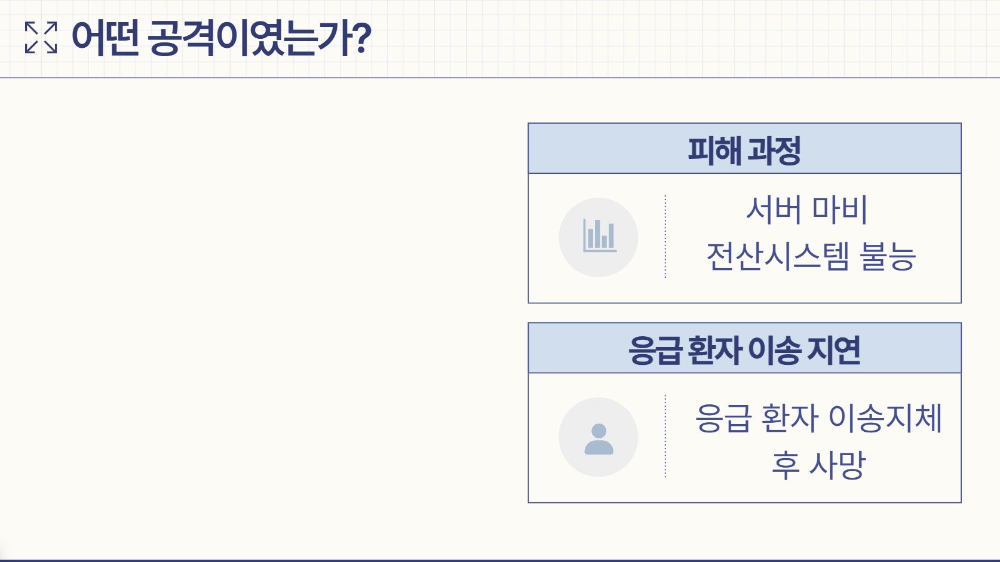 어떤 공격이였는가?
피해 과정
서버 마비
전산시스템 불능
응급 환자 이송 지연
응급 환자 이송지체
후 사망